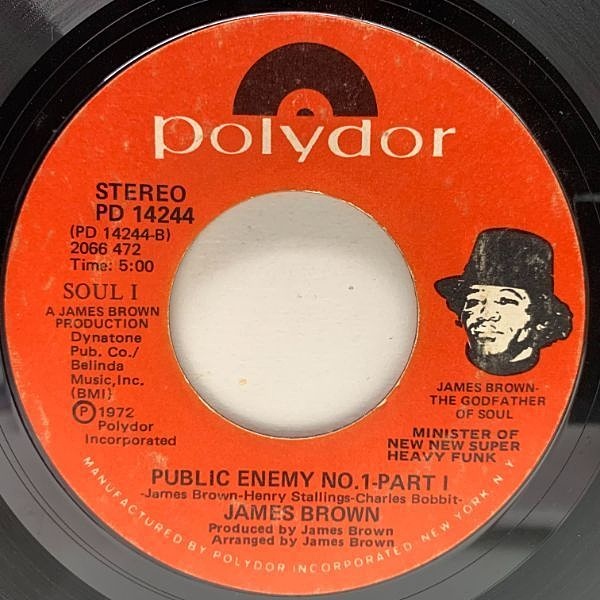 polydor
STEREO
PD 14244
(PD 14244-B)
2066 472
Time: 5:00
SOUL I
A JAMES BROWN
PRODUCTION
Dynatone
Pub. Co./
Belinda
Music,Inc.
(BMI)
Ⓟ 1972
Polydor
Incorporated
JAMES BROWN-
THE GODFATHER
OF SOUL
MINISTER OF
NEW NEW SUPER
HEAVY FUNK
PUBLIC ENEMY NO.1-PART I
-James Brown-Henry Stallings-Charles Bobbit-
JAMES BROWN
Produced by James Brown
Arranged by James Brown
MANUFACTURED BY POLYDOR INCORPORATED, NEW YORK, N.Y.